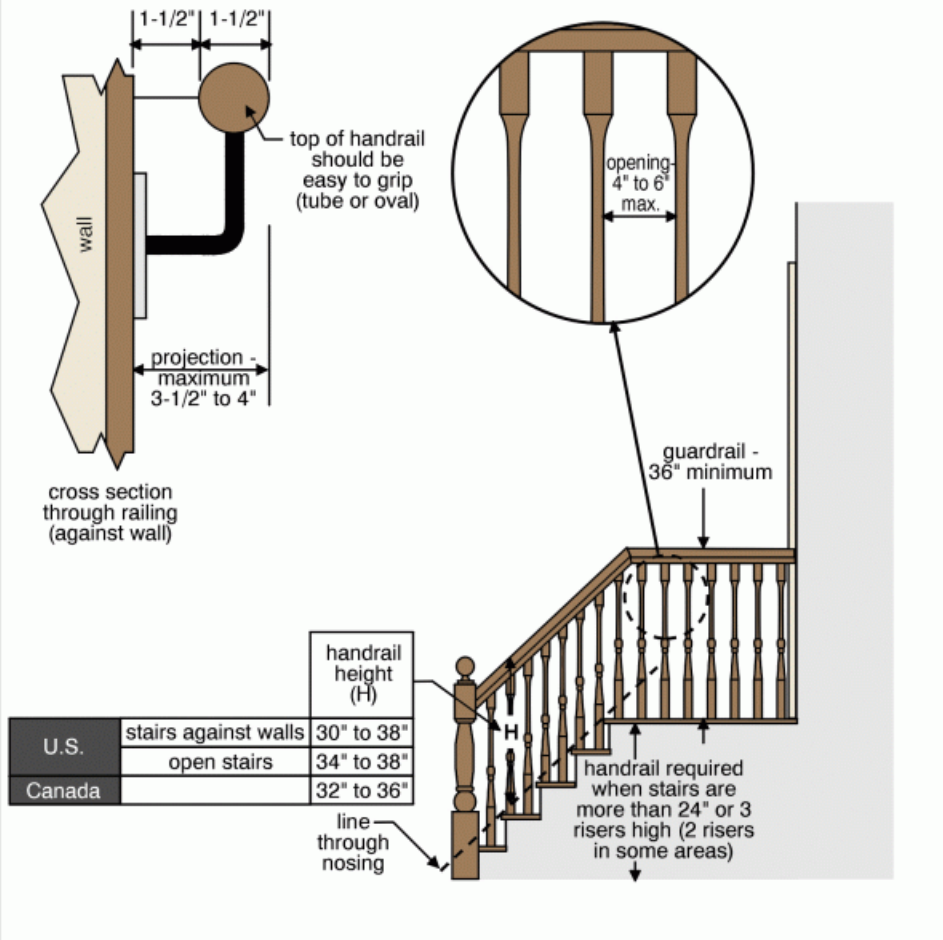 1-1/2" 1-1/2"
top of handrail
should be
easy to grip
(tube or oval)
wall
projection -
maximum
3-1/2" to 4"
cross section
through railing
(against wall)
opening-
4" to 6"
max.
guardrail -
36" minimum
handrail
height
(H)
U.S.
stairs against walls 30" to 38"
open stairs 34" to 38"
Canada 32" to 36"
H
line
through
nosing
handrail required
when stairs are
more than 24" or 3
risers high (2 risers
in some areas)